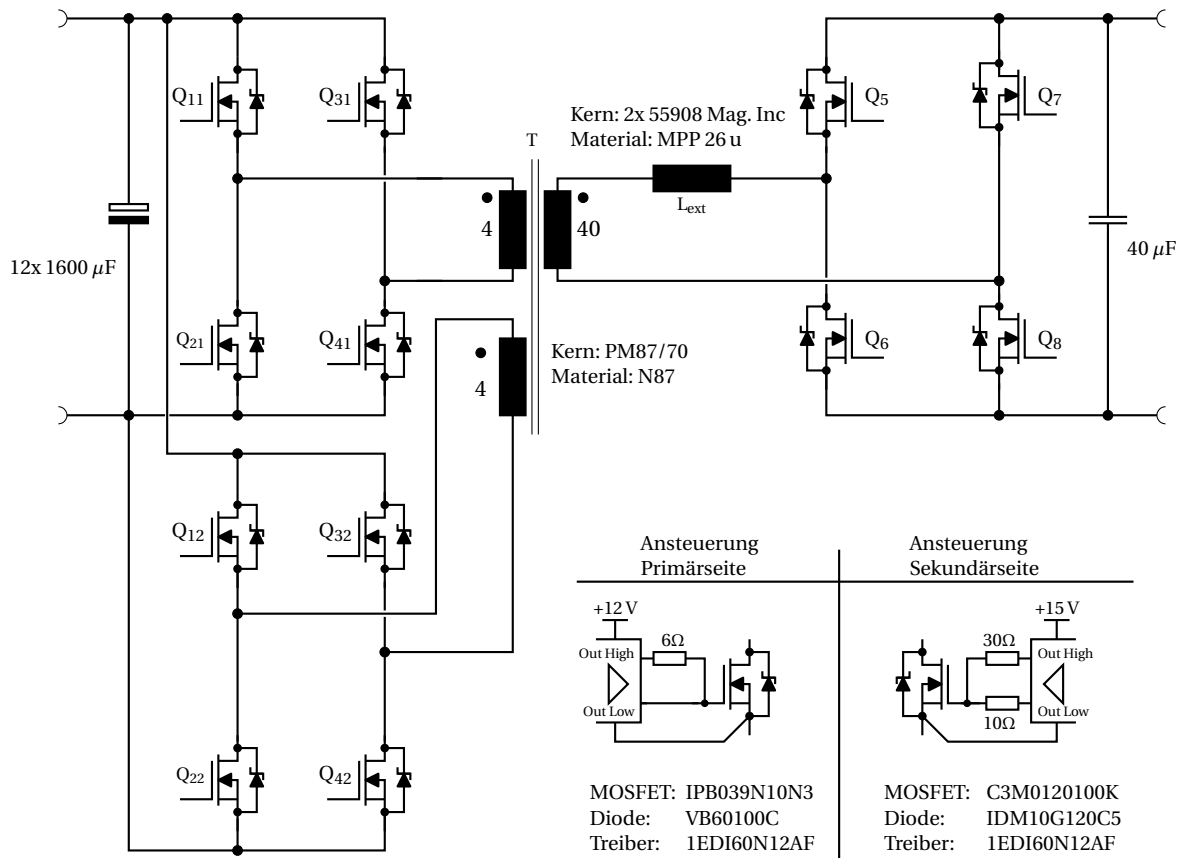 Q11
Q31
Kern: 2x 55908 Mag. Inc
Material: MPP 26 u
Q5
Q7
T
4
40
Lext
12x 1600 µF
40 µF
Q21
Q41
Kern: PM87/70
Material: N87
4
Q6
Q8
Q12
Q32
Q22
Q42
Ansteuerung
Primärseite
+12 V
Out High
6Ω
Out Low
MOSFET: IPB039N10N3
Diode: VB60100C
Treiber: 1EDI60N12AF
Ansteuerung
Sekundärseite
+15 V
30Ω
Out High
10Ω
Out Low
MOSFET: C3M0120100K
Diode: IDM10G120C5
Treiber: 1EDI60N12AF